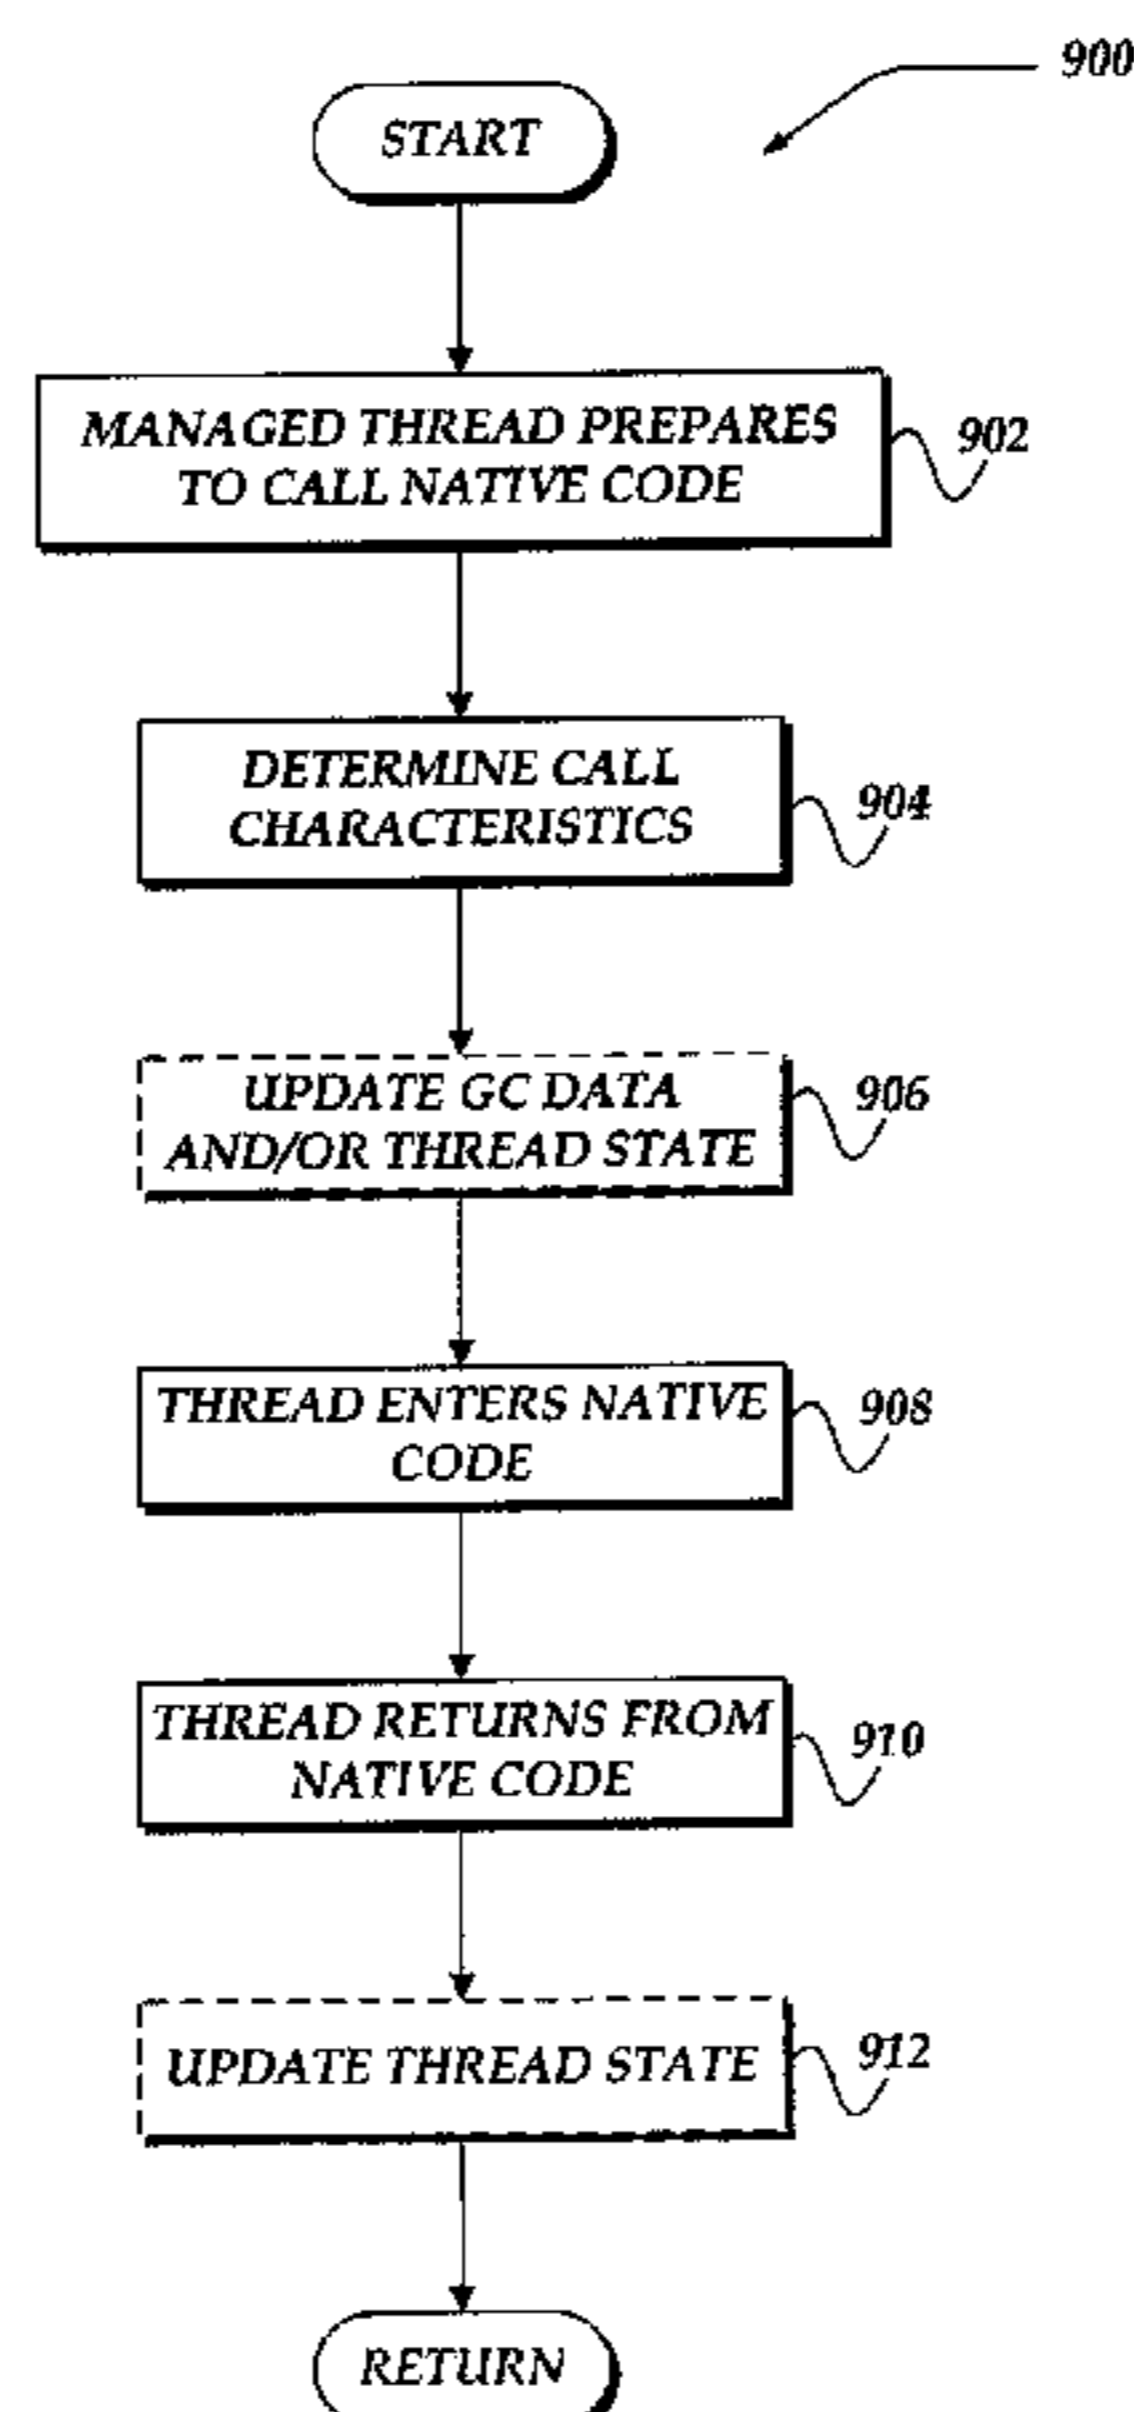 900
START
MANAGED THREAD PREPARES
TO CALL NATIVE CODE
902
DETERMINE CALL
CHARACTERISTICS
904
UPDATE GC DATA
AND/OR THREAD STATE
906
THREAD ENTERS NATIVE
CODE
908
THREAD RETURNS FROM
NATIVE CODE
910
UPDATE THREAD STATE
912
RETURN